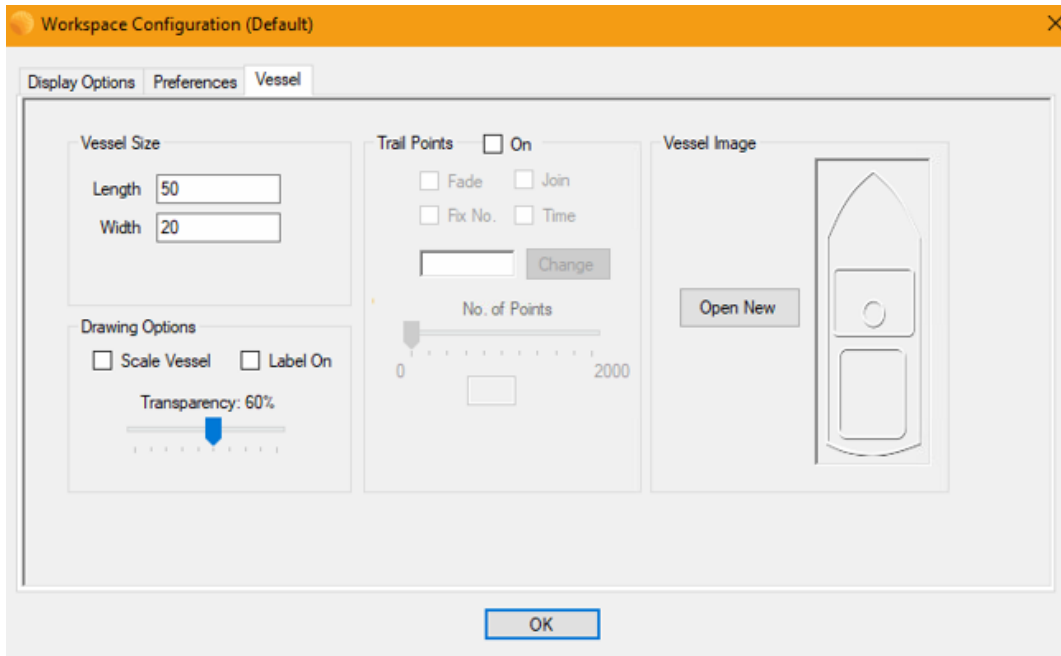 Workspace Configuration (Default)
Display Options Preferences Vessel
Vessel Size
Length 50
Width 20
Drawing Options
Scale Vessel Label On
Transparency: 60%
Trail Points On
Fade Join
Fix No. Time
Change
No. of Points
0 2000
Vessel Image
Open New
OK